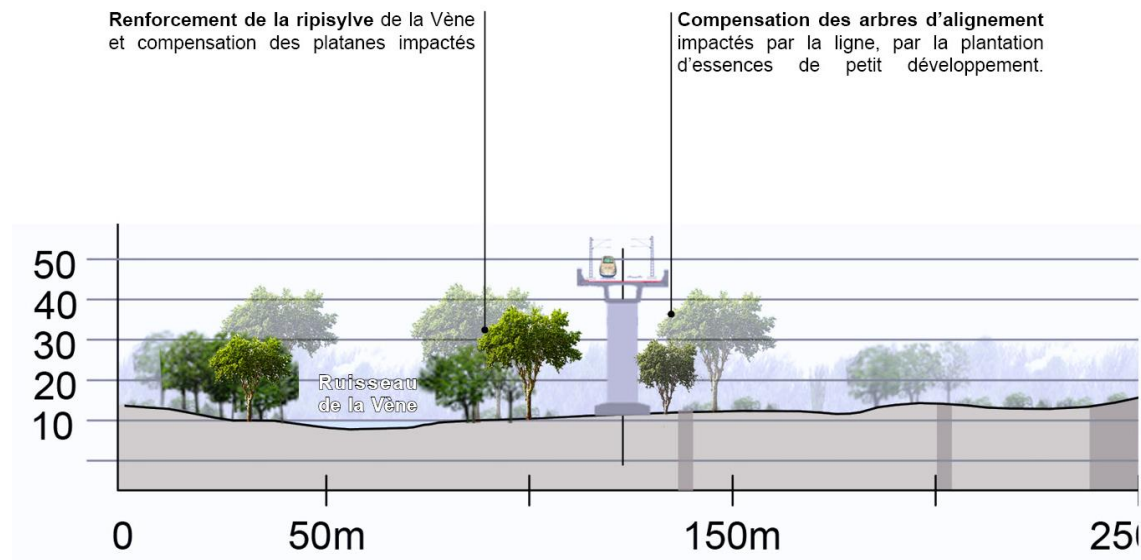 Renforcement de la ripisylve de la Vène
et compensation des platanes impactés
Compensation des arbres d'alignement
impactés par la ligne, par la plantation
d'essences de petit développement.
50
40
30
20
10
Ruisseau
de la Vène
0
50m
150m